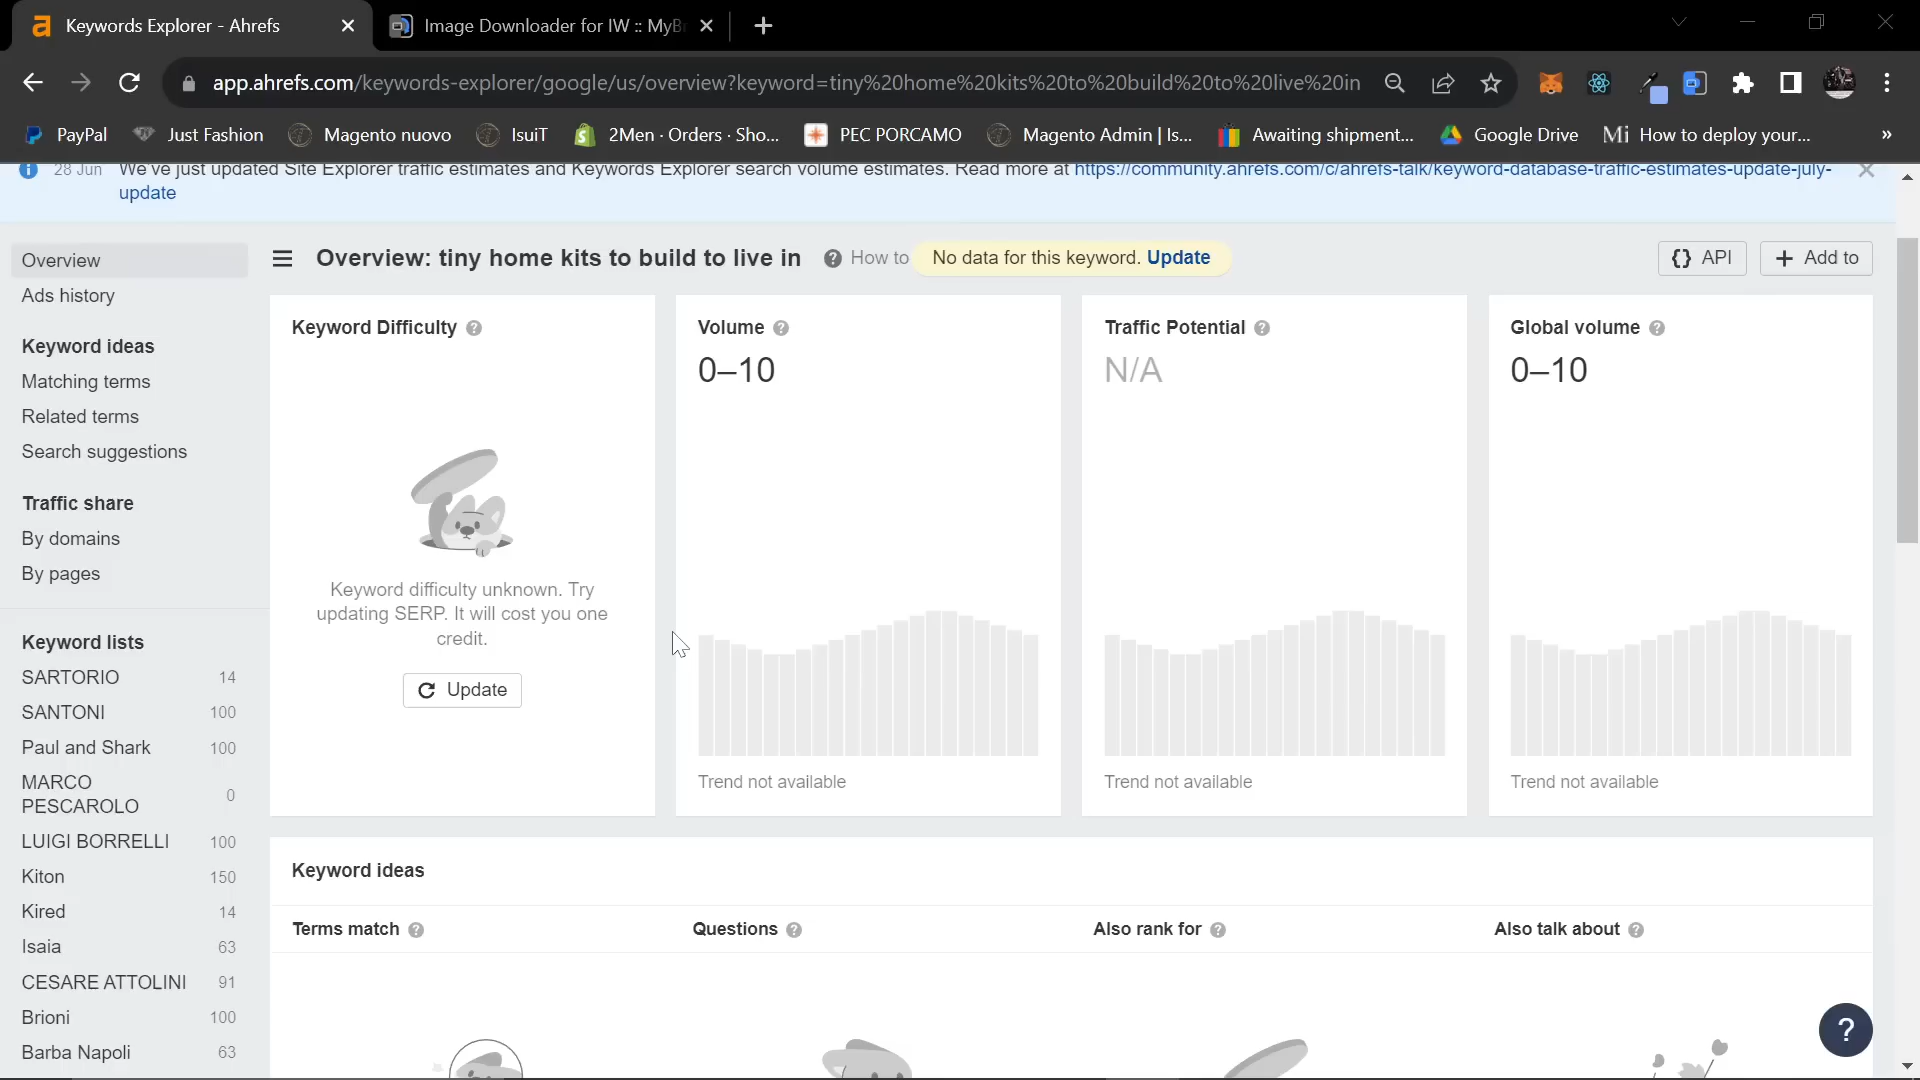 Keywords Explorer - Ahrefs
Image Downloader for IW :: MyBr
app.ahrefs.com/keywords-explorer/google/us/overview?keyword=tiny%20home%20kits%20to%20build%20to%20live%20in
PayPal
Just Fashion
Magento nuovo
IsuiT
2Men · Orders · Sho...
PEC PORCAMO
Magento Admin | Is...
Awaiting shipment...
Google Drive
Mi How to deploy your...
»
28 Jun We've just updated Site Explorer traffic estimates and Keywords Explorer search volume estimates. Read more at https://community.ahrefs.com/c/ahrefs-talk/keyword-database-traffic-estimates-update-july-
update
Overview
Ads history
Keyword ideas
Matching terms
Related terms
Search suggestions
Traffic share
By domains
By pages
Keyword lists
SARTORIO 14
SANTONI 100
Paul and Shark 100
MARCO
PESCAROLO 0
LUIGI BORRELLI 100
Kiton 150
Kired 14
Isaia 63
CESARE ATTOLINI 91
Brioni 100
Barba Napoli 63
Overview: tiny home kits to build to live in ? How to
No data for this keyword. Update
{} API
+ Add to
Keyword Difficulty ?
Keyword difficulty unknown. Try
updating SERP. It will cost you one
credit.
Update
Volume ?
0–10
Trend not available
Traffic Potential ?
N/A
Trend not available
Global volume ?
0–10
Trend not available
Keyword ideas
Terms match ?
Questions ?
Also rank for ?
Also talk about ?
?